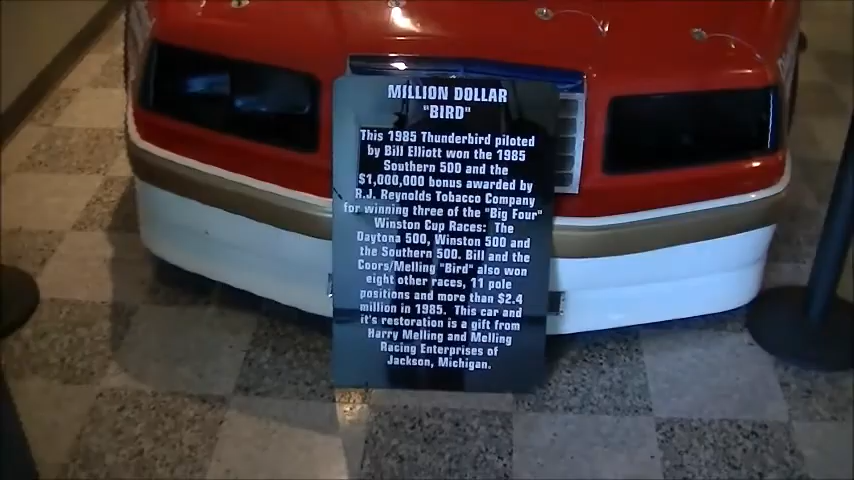 MILLION DOLLAR
"BIRD"
This 1985 Thunderbird piloted
by Bill Elliott won the 1985
Southern 500 and the
$1,000,000 bonus awarded by
R.J. Reynolds Tobacco Company
for winning three of the "Big Four"
Winston Cup Races: The
Daytona 500, Winston 500 and
the Southern 500. Bill and the
Coors/Melling "Bird" also won
eight other races, 11 pole
positions and more than $2.4
million in 1985. This car and
it's restoration is a gift from
Harry Melling and Melling
Racing Enterprises of
Jackson, Michigan.